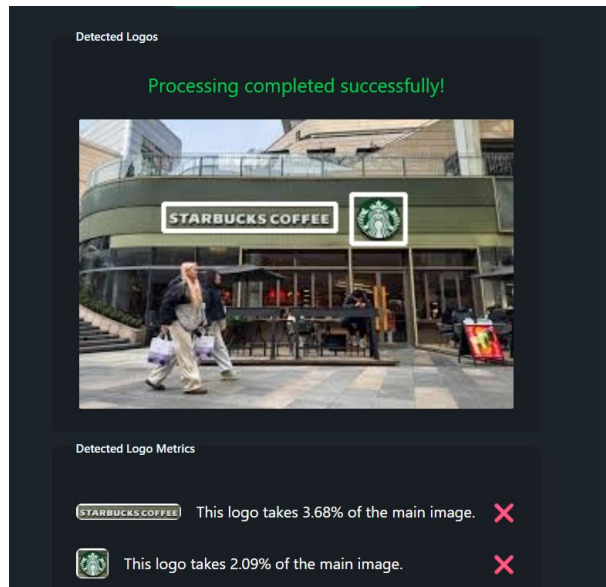 Detected Logos
Processing completed successfully!
STARBUCKS COFFEE
Detected Logo Metrics
STARBUCKS COFFEE This logo takes 3.68% of the main image.
This logo takes 2.09% of the main image.